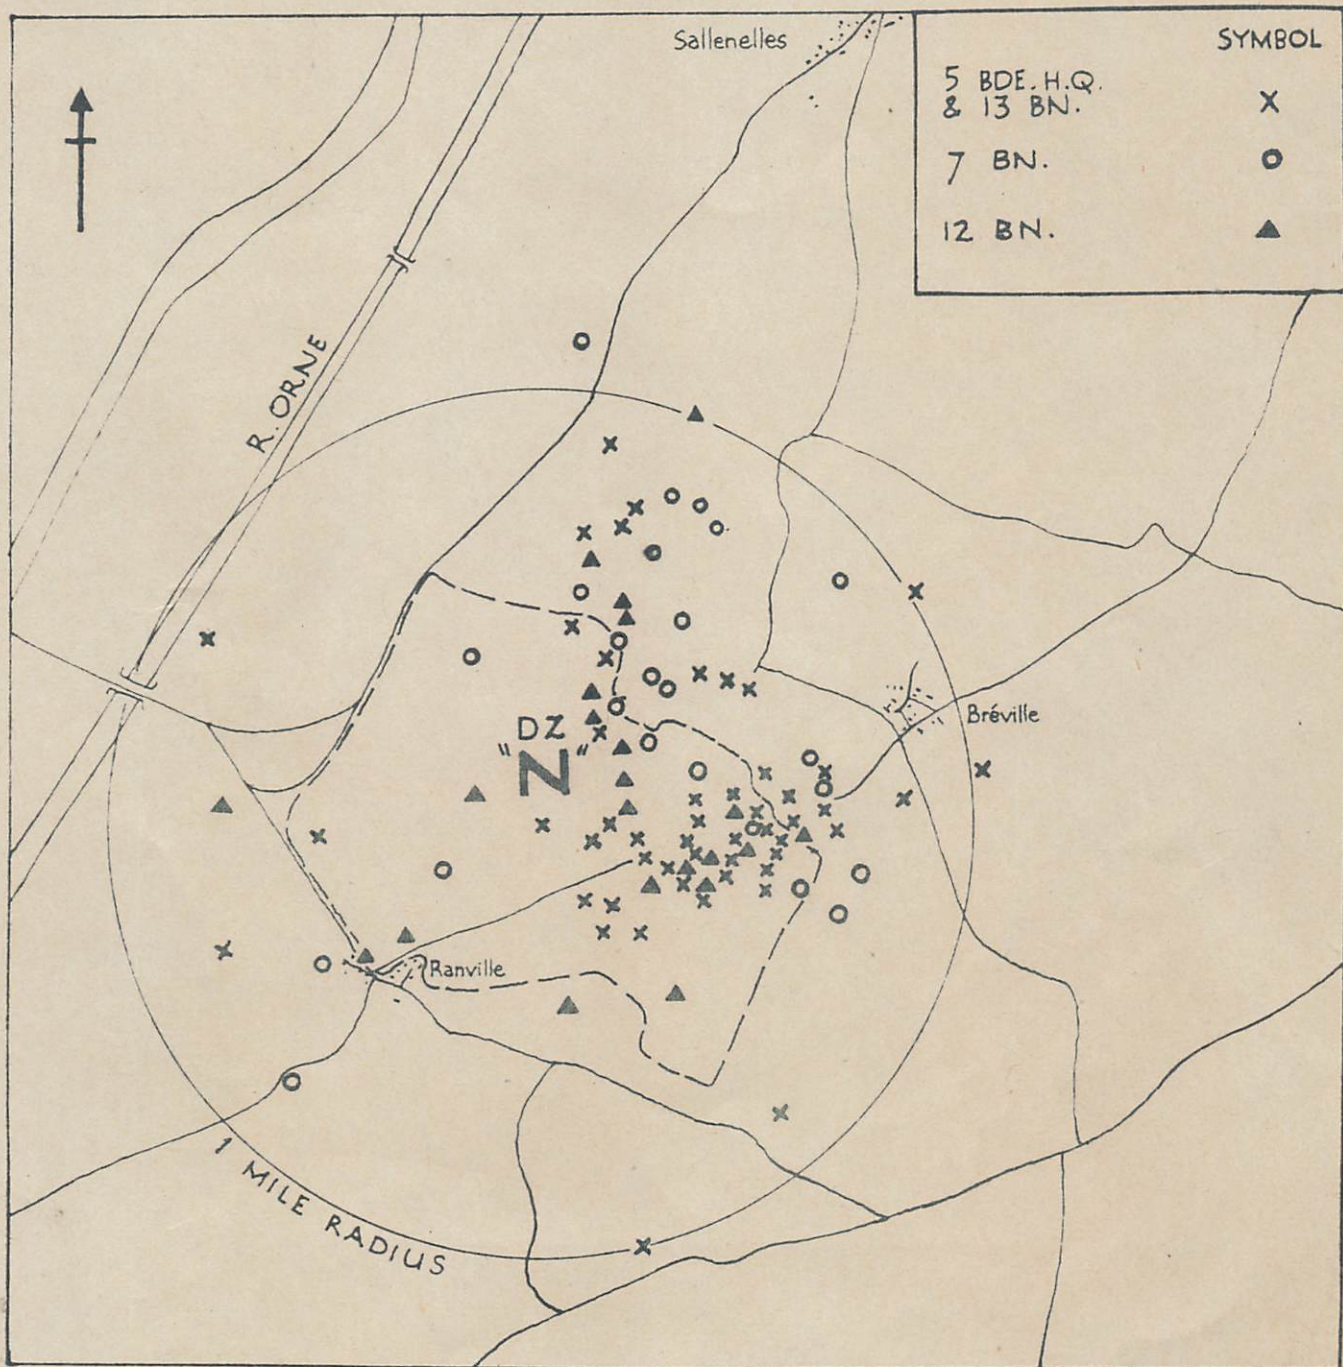 Sallenelles
SYMBOL
5 BDE. H.Q.
& 13 BN. x
7 BN. o
12 BN. ▲
R. ORNE
Bréville
DZ
"N"
Ranville
1 MILE RADIUS